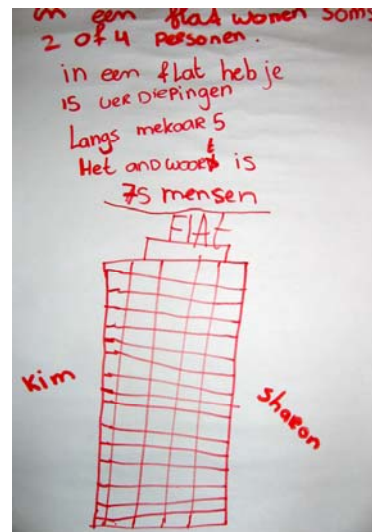 in een flat wonen soms
2 of 4 personen.
in een flat heb je
15 verdiepingen
Langs mekaar 5
Het andwoort is
75 mensen
FlAt
Kim
Sharon